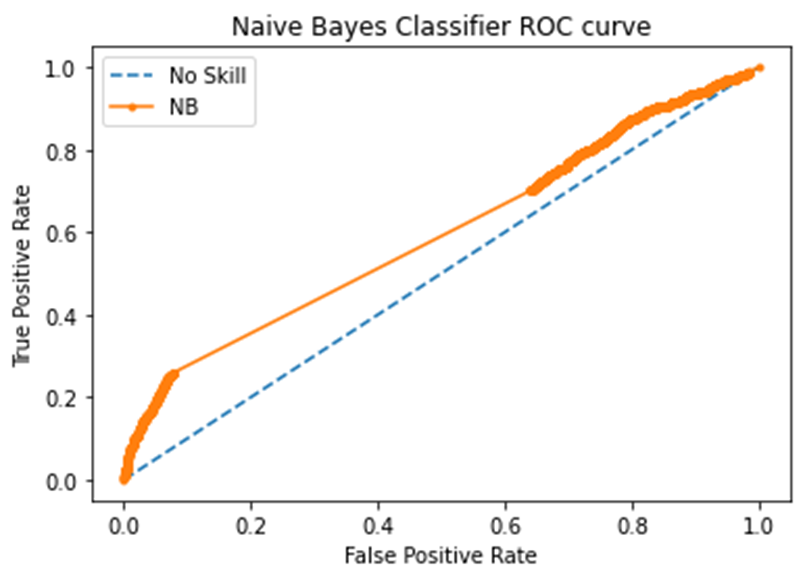 Naive Bayes Classifier ROC curve
No Skill
NB
1.0
0.8
0.6
0.4
0.2
0.0
True Positive Rate
0.0 0.2 0.4 0.6 0.8 1.0
False Positive Rate